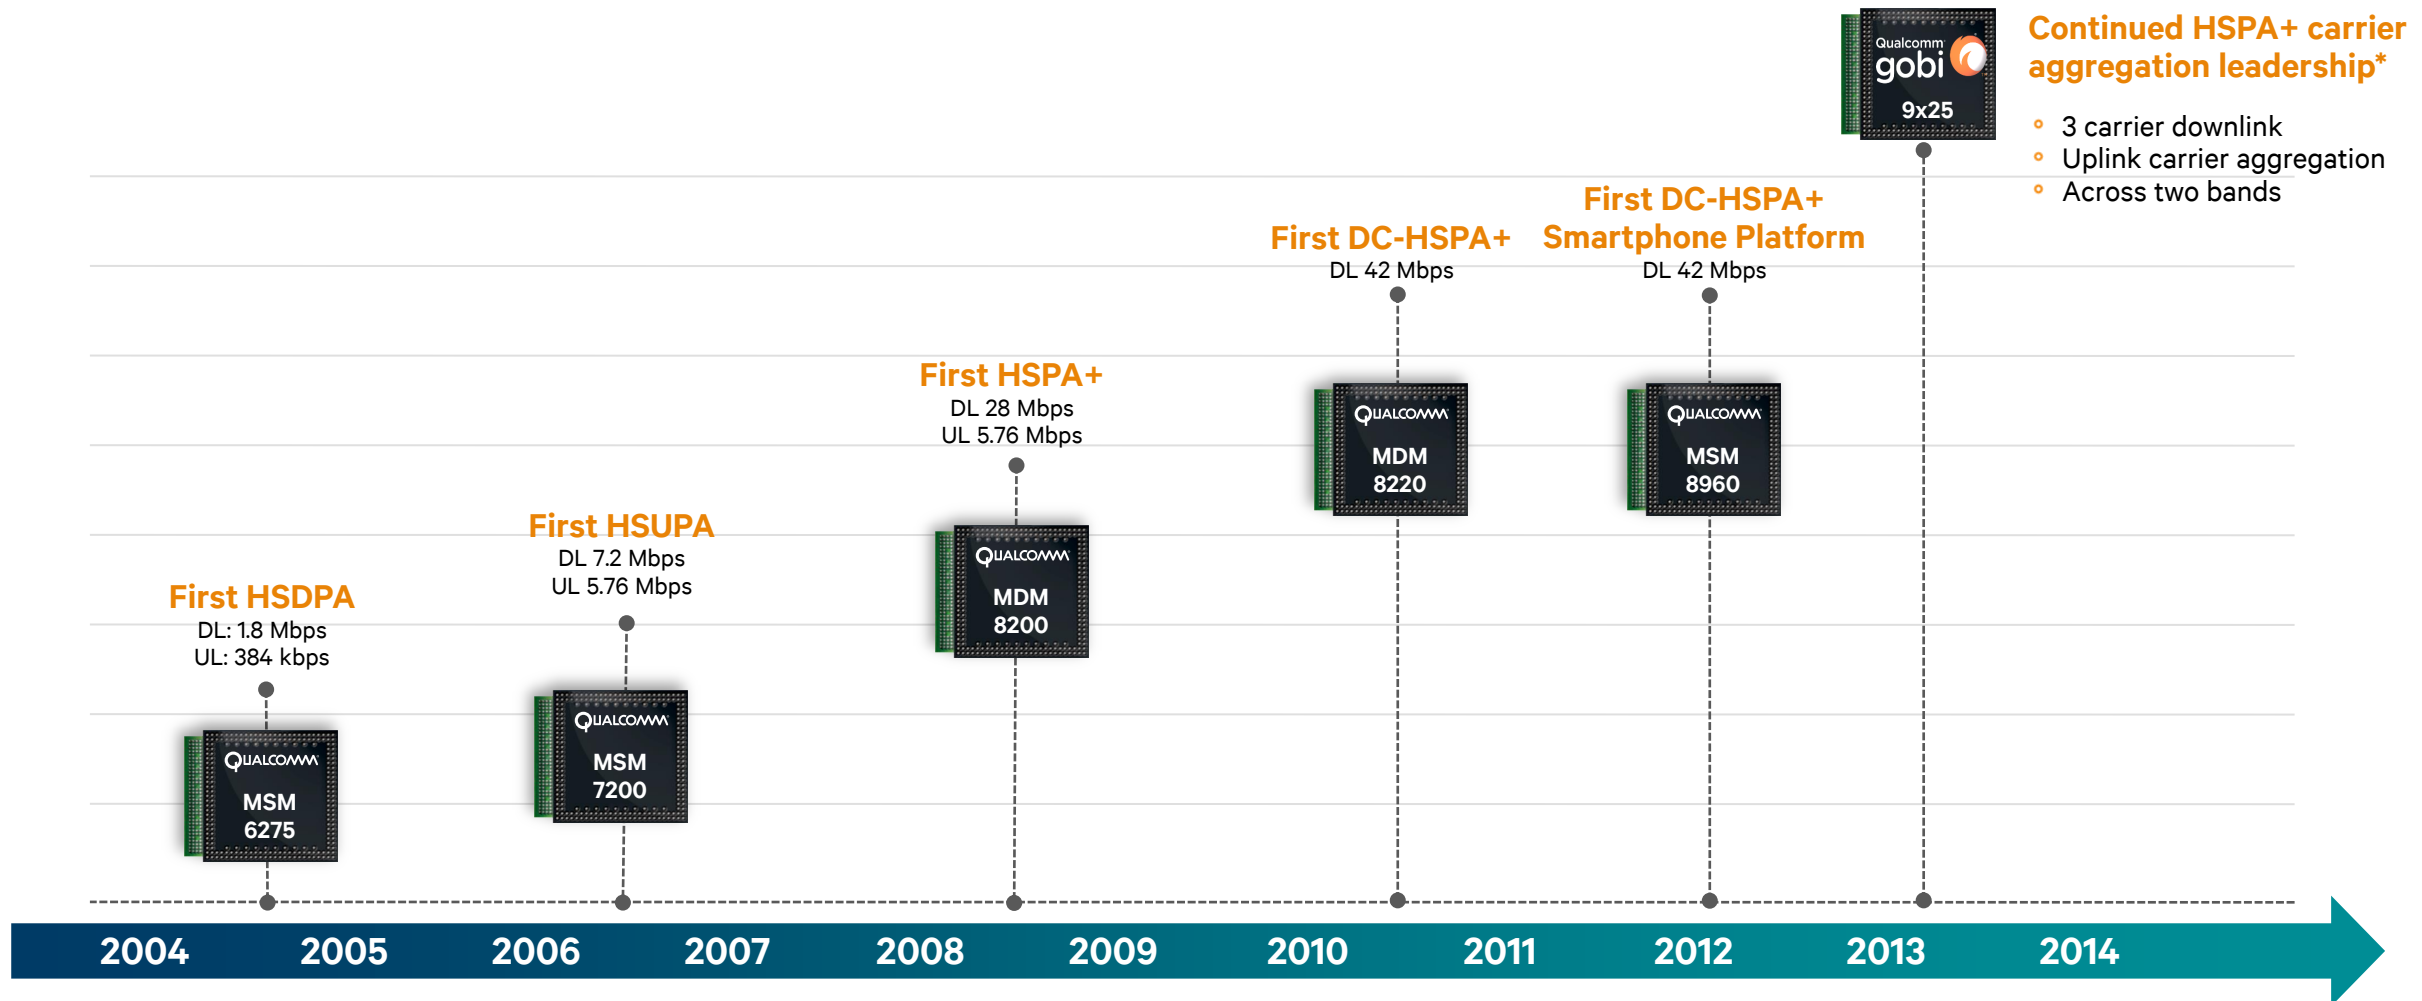 Qualcomm
gobi
9x25
Continued HSPA+ carrier
aggregation leadership*
3 carrier downlink
Uplink carrier aggregation
Across two bands
First DC-HSPA+
Smartphone Platform
DL 42 Mbps
QUALCOMM
MSM
8960
First DC-HSPA+
DL 42 Mbps
QUALCOMM
MDM
8220
First HSPA+
DL 28 Mbps
UL 5.76 Mbps
QUALCOMM
MDM
8200
First HSUPA
DL 7.2 Mbps
UL 5.76 Mbps
QUALCOMM
MSM
7200
First HSDPA
DL: 1.8 Mbps
UL: 384 kbps
QUALCOMM
MSM
6275
2004 2005 2006 2007 2008 2009 2010 2011 2012 2013 2014